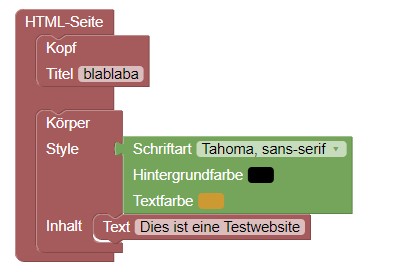 HTML-Seite
Kopf
Titel blablaba
Körper
Style Schriftart Tahoma, sans-serif
Hintergrundfarbe
Textfarbe
Inhalt Text Dies ist eine Testwebsite